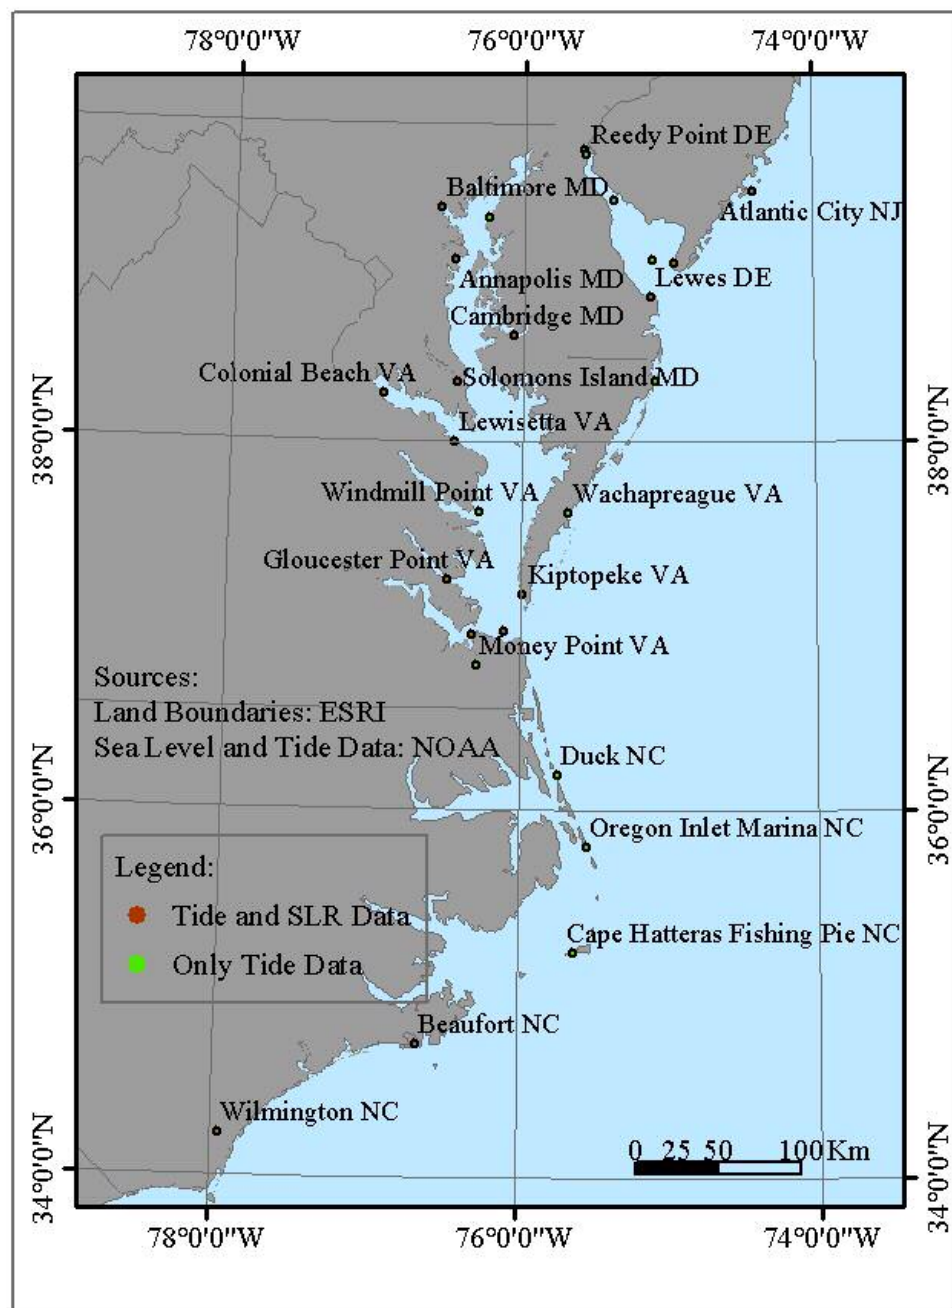 78°0'0"W 76°0'0"W 74°0'0"W
Reedy Point DE
Baltimore MD
Atlantic City NJ
Annapolis MD
Lewes DE
Cambridge MD
Colonial Beach VA
Solomons Island MD
Lewisetta VA
38°0'0"N
38°0'0"N
Windmill Point VA
Wachapreague VA
Gloucester Point VA
Kiptopeke VA
Money Point VA
Sources:
Land Boundaries: ESRI
Sea Level and Tide Data: NOAA
Duck NC
36°0'0"N
36°0'0"N
Oregon Inlet Marina NC
Legend:
Tide and SLR Data
Only Tide Data
Cape Hatteras Fishing Pie NC
Beaufort NC
Wilmington NC
0 25 50 100 Km
34°0'0"N
34°0'0"N
78°0'0"W 76°0'0"W 74°0'0"W